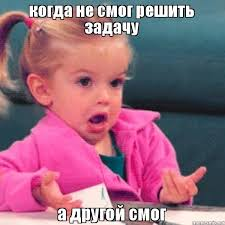 когда не смог решить
задачу
а другой смог